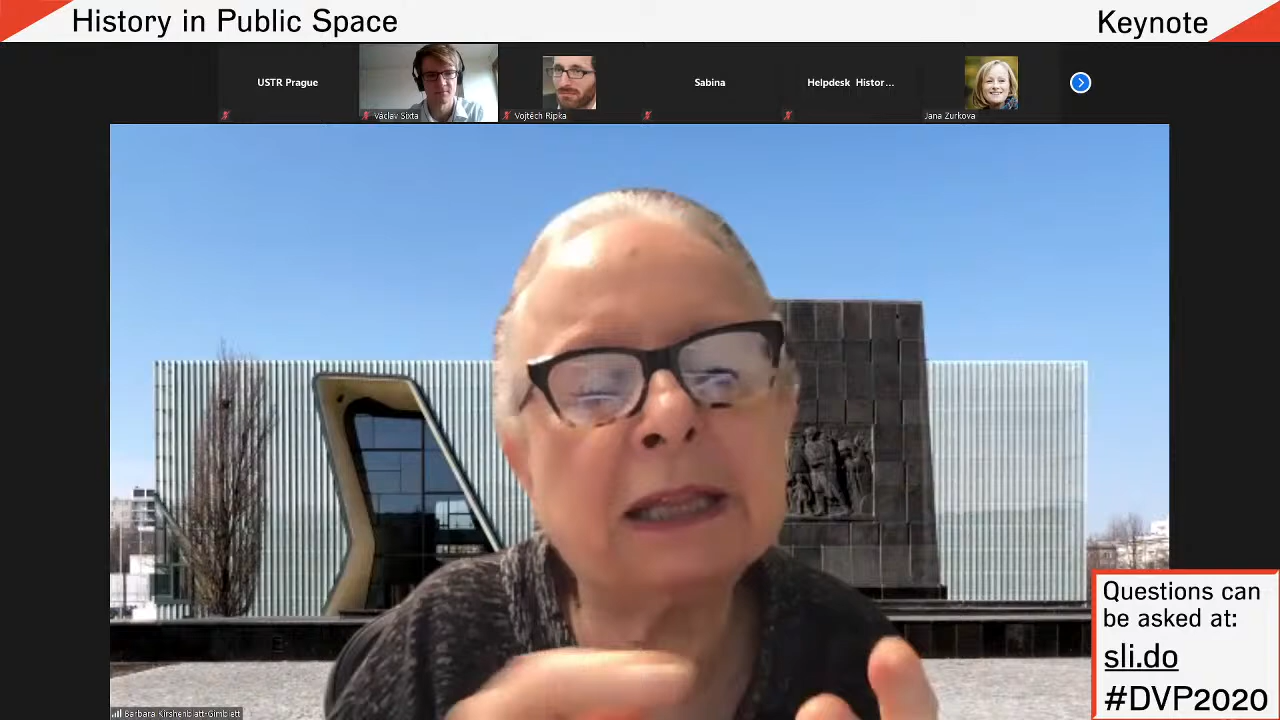 History in Public Space
Keynote
USTR Prague
Václav Sixta
Vojtěch Ripka
Sabina
Helpdesk Histor...
Jana Zurkova
Barbara Kirshenblatt-Gimblett
Questions can
be asked at:
sli.do
#DVP2020